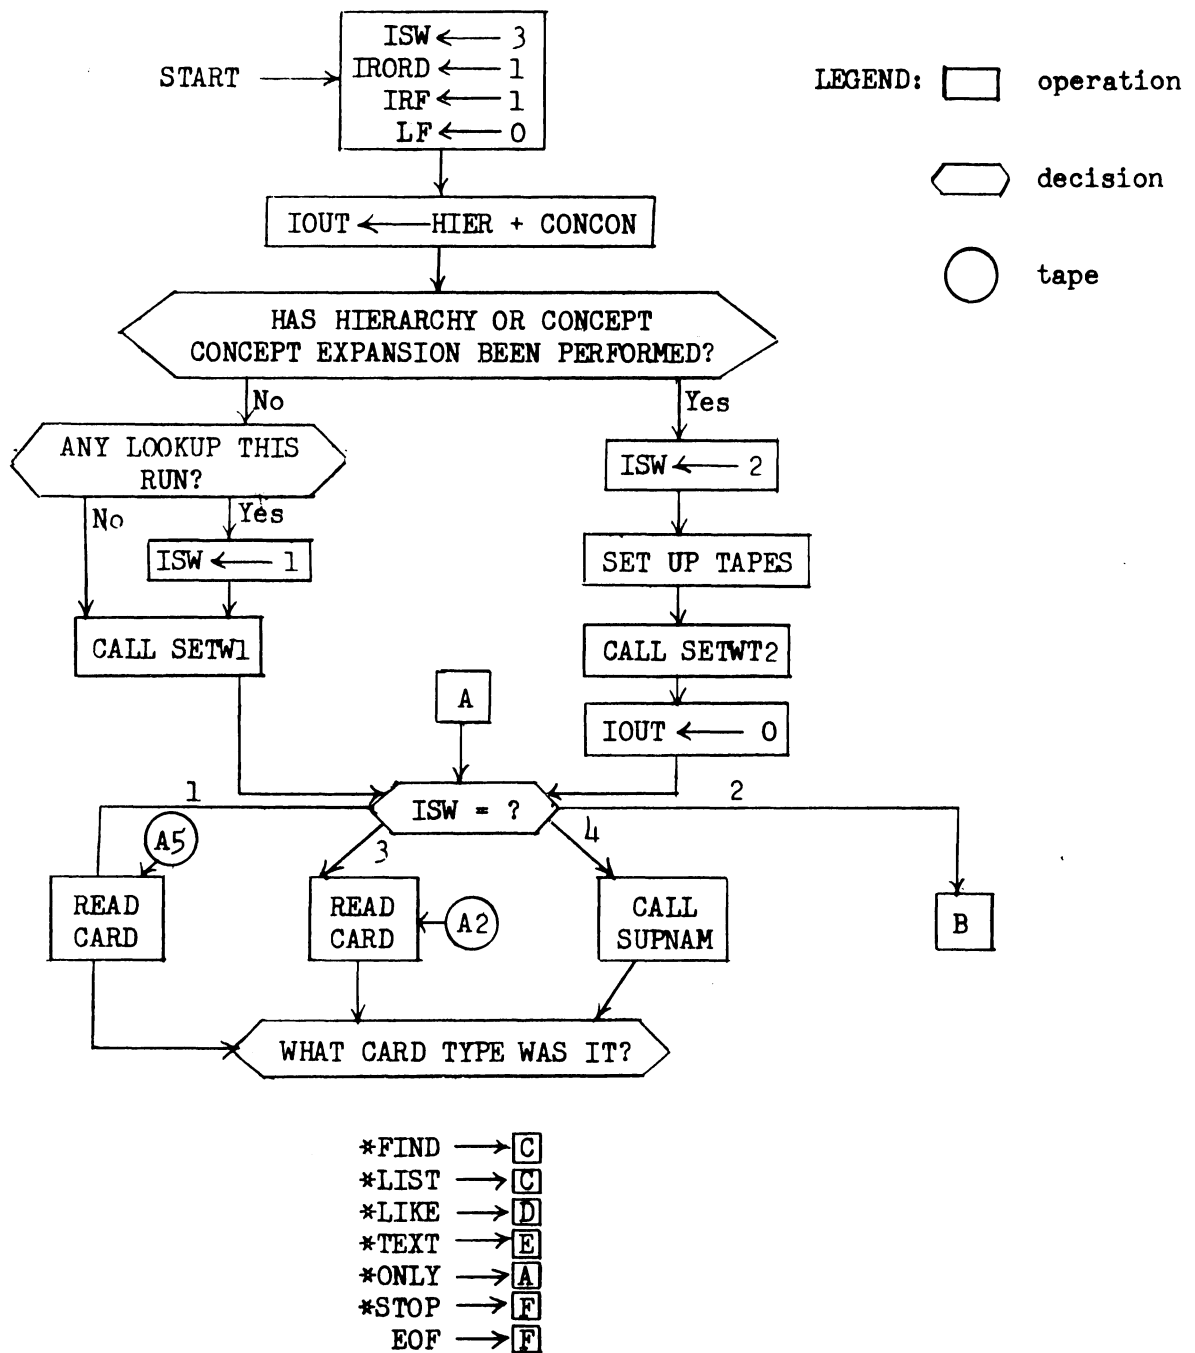 ISW ← 3
START → IRORD ← 1
IRF ← 1
LF ← 0
LEGEND: operation
decision
tape
IOUT ← HIER + CONCON
HAS HIERARCHY OR CONCEPT
CONCEPT EXPANSION BEEN PERFORMED?
No
Yes
ANY LOOKUP THIS
RUN?
No
Yes
ISW ← 1
CALL SETW1
ISW ← 2
SET UP TAPES
CALL SETWT2
IOUT ← 0
A
ISW = ?
1
3
4
2
A5
READ
CARD
READ
CARD
A2
CALL
SUPNAM
B
WHAT CARD TYPE WAS IT?
*FIND → C
*LIST → C
*LIKE → D
*TEXT → E
*ONLY → A
*STOP → F
EOF → F